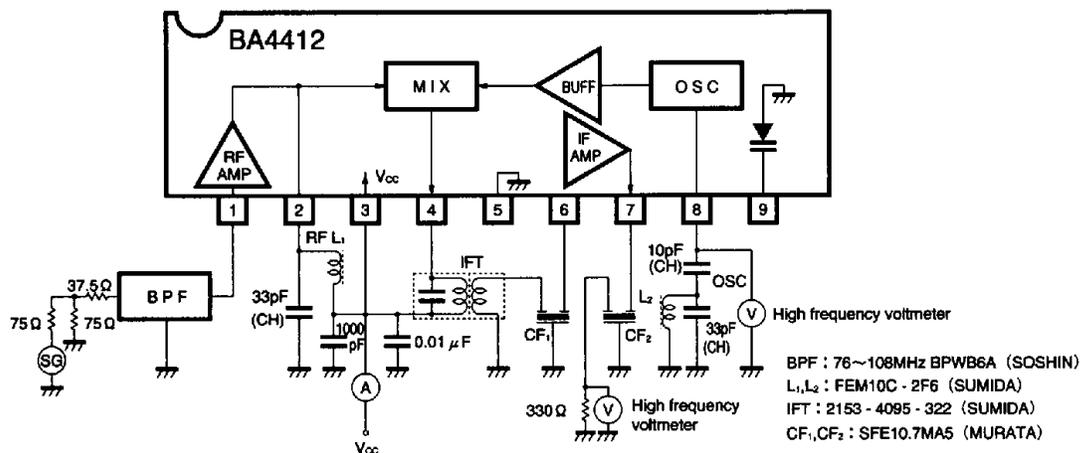 BA4412
MIX
BUFF
OSC
RF
AMP
IF
AMP
Vcc
1
2
3
4
5
6
7
8
9
RF L₁
IFT
10pF
(CH)
OSC
37.5Ω
BPF
33pF
(CH)
L₂
75Ω
75Ω
1000
pF
0.01 μF
CF₁
CF₂
33pF
(CH)
V
High frequency voltmeter
SG
A
330Ω
V
High frequency
voltmeter
Vcc
BPF : 76~108MHz BPWB6A (SOSHIN)
L₁,L₂ : FEM10C - 2F6 (SUMIDA)
IFT : 2153 - 4095 - 322 (SUMIDA)
CF₁,CF₂ : SFE10.7MA5 (MURATA)